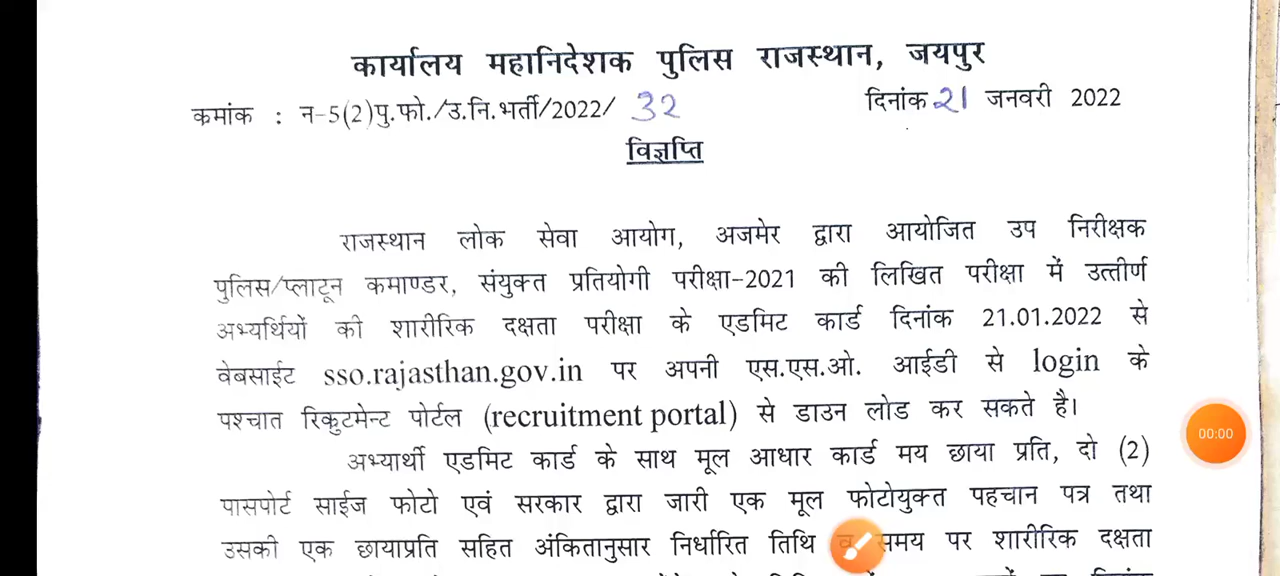 कार्यालय महानिदेशक पुलिस राजस्थान, जयपुर
कमांक : न-5(2)पु.फो./उ.नि.भर्ती/2022/ 32 दिनांक 21 जनवरी 2022
विज्ञप्ति
राजस्थान लोक सेवा आयोग, अजमेर द्वारा आयोजित उप निरीक्षक
पुलिस/प्लाटून कमाण्डर, संयुक्त प्रतियोगी परीक्षा-2021 की लिखित परीक्षा में उत्तीर्ण
अभ्यर्थियों की शारीरिक दक्षता परीक्षा के एडमिट कार्ड दिनांक 21.01.2022 से
वेबसाईट sso.rajasthan.gov.in पर अपनी एस.एस.ओ. आईडी से login के
पश्चात रिकुटमेन्ट पोर्टल (recruitment portal) से डाउन लोड कर सकते है।
00:00
अभ्यार्थी एडमिट कार्ड के साथ मूल आधार कार्ड मय छाया प्रति, दो (2)
पासपोर्ट साईज फोटो एवं सरकार द्वारा जारी एक मूल फोटोयुक्त पहचान पत्र तथा
उसकी एक छायाप्रति सहित अंकितानुसार निर्धारित तिथि व समय पर शारीरिक दक्षता